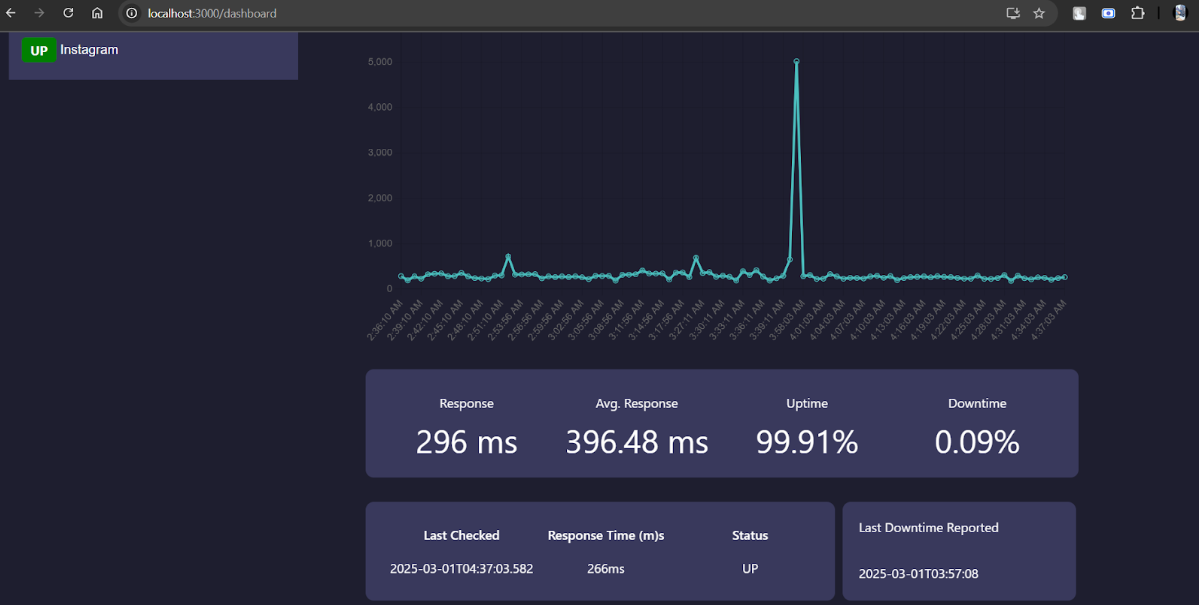 localhost:3000/dashboard
UP Instagram
5,000
4,000
3,000
2,000
1,000
0
2:36:10 AM 2:39:10 AM 2:42:10 AM 2:45:10 AM 2:48:10 AM 2:51:10 AM 2:53:56 AM 2:56:56 AM 2:59:56 AM 3:02:56 AM 3:05:56 AM 3:08:56 AM 3:11:56 AM 3:14:56 AM 3:17:56 AM 3:27:11 AM 3:30:11 AM 3:33:11 AM 3:36:11 AM 3:39:11 AM 3:58:03 AM 4:01:03 AM 4:04:03 AM 4:07:03 AM 4:10:03 AM 4:13:03 AM 4:16:03 AM 4:19:03 AM 4:22:03 AM 4:25:03 AM 4:28:03 AM 4:31:03 AM 4:34:03 AM 4:37:03 AM
Response Avg. Response Uptime Downtime
296 ms 396.48 ms 99.91% 0.09%
Last Checked Response Time (m)s Status
2025-03-01T04:37:03.582 266ms UP
Last Downtime Reported
2025-03-01T03:57:08